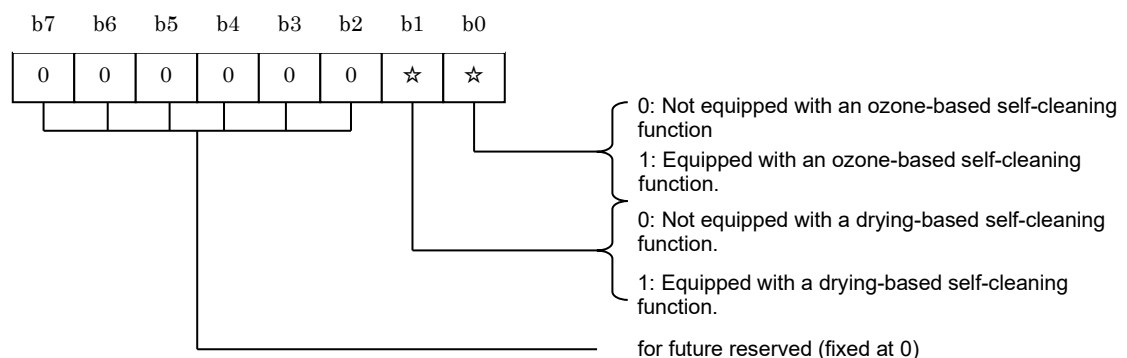 b7 b6 b5 b4 b3 b2 b1 b0
0 0 0 0 0 0 ☆ ☆
0: Not equipped with an ozone-based self-cleaning
function
1: Equipped with an ozone-based self-cleaning
function.
0: Not equipped with a drying-based self-cleaning
function.
1: Equipped with a drying-based self-cleaning
function.
for future reserved (fixed at 0)